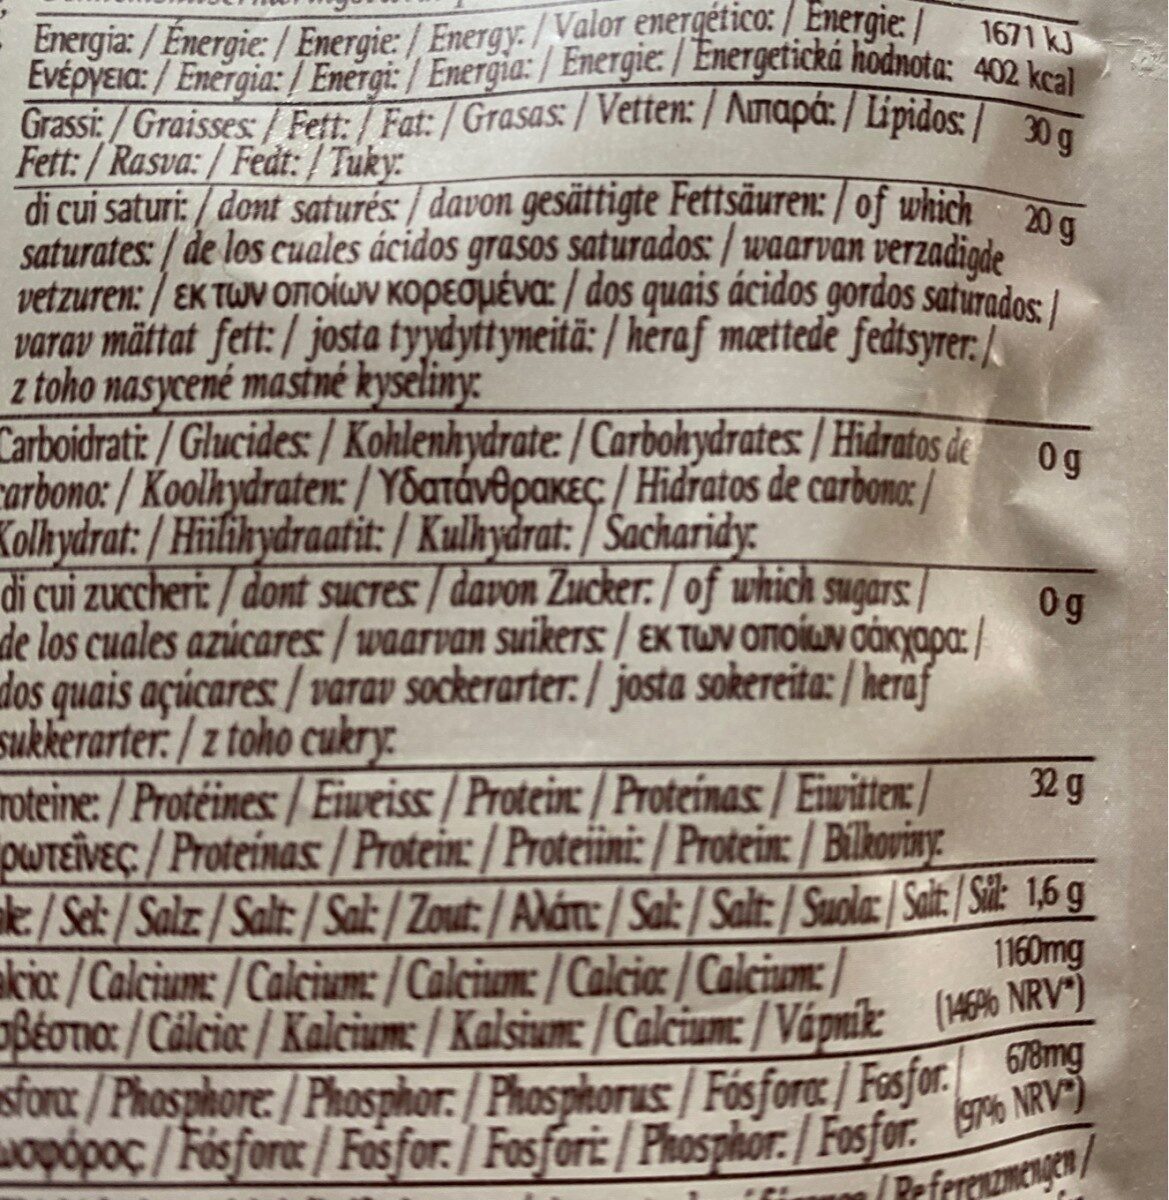 Energia: / Énergie: / Energie: / Energy: / Valor energético: / Energie: / 1671 kJ
Ενέργεια: / Energia: / Energi: / Energia: / Energie: / Energetická hodnota: 402 kcal
Grassi: / Graisses: / Fett: / Fat: / Grasas: / Vetten: / Λιπαρά: / Lípidos: / 30 g
Fett: / Rasva: / Fedt: / Tuky:
di cui saturi: / dont saturés: / davon gesättigte Fettsäuren: / of which 20 g
saturates: / de los cuales ácidos grasos saturados: / waarvan verzadigde
vetzuren: / εκ των οποίων κορεσμένα: / dos quais ácidos gordos saturados: /
varav mättat fett: / josta tyydyttyneitä: / heraf mættede fedtsyrer: /
z toho nasycené mastné kyseliny:
Carboidrati: / Glucides: / Kohlenhydrate: / Carbohydrates: / Hidratos de 0 g
carbono: / Koolhydraten: / Υδατάνθρακες / Hidratos de carbono: /
Kolhydrat: / Hiilihydraatit: / Kulhydrat: / Sacharidy:
di cui zuccheri: / dont sucres: / davon Zucker: / of which sugars: / 0 g
de los cuales azúcares: / waarvan suikers: / εκ των οποίων σάκχαρα: /
dos quais açúcares: / varav sockerarter: / josta sokereita: / heraf
sukkerarter: / z toho cukry:
roteine: / Protéines: / Eiweiss: / Protein: / Proteínas: / Eiwitten: / 32 g
ρωτεΐνες: / Proteínas: / Protein: / Proteiini: / Protein: / Bílkoviny:
le: / Sel: / Salz: / Salt: / Sal: / Zout: / Αλάτι: / Sal: / Salt: / Suola: / Salt: / Sůl: 1,6 g
alcio: / Calcium: / Calcium: / Calcium: / Calcio: / Calcium: / 1160mg
σβέστιο: / Cálcio: / Kalcium: / Kalsium: / Calcium: / Vápník: (146% NRV*)
osforo: / Phosphore: / Phosphor: / Phosphorus: / Fósforo: / Fosfor: / 678mg
ωσφόρος / Fósforo: / Fosfor: / Fosfori: / Phosphor: / Fosfor: (97% NRV*)
/ Referenzmengen /